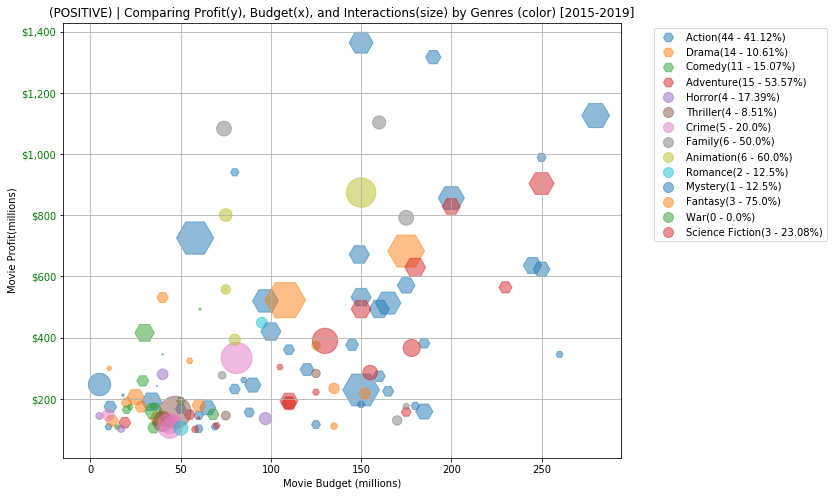 (POSITIVE) | Comparing Profit(y), Budget(x), and Interactions(size) by Genres (color) [2015-2019]
$1,400
$1,200
$1,000
$800
$600
$400
$200
Movie Profit(millions)
0 50 100 150 200 250
Movie Budget (millions)
Action(44 - 41.12%)
Drama(14 - 10.61%)
Comedy(11 - 15.07%)
Adventure(15 - 53.57%)
Horror(4 - 17.39%)
Thriller(4 - 8.51%)
Crime(5 - 20.0%)
Family(6 - 50.0%)
Animation(6 - 60.0%)
Romance(2 - 12.5%)
Mystery(1 - 12.5%)
Fantasy(3 - 75.0%)
War(0 - 0.0%)
Science Fiction(3 - 23.08%)